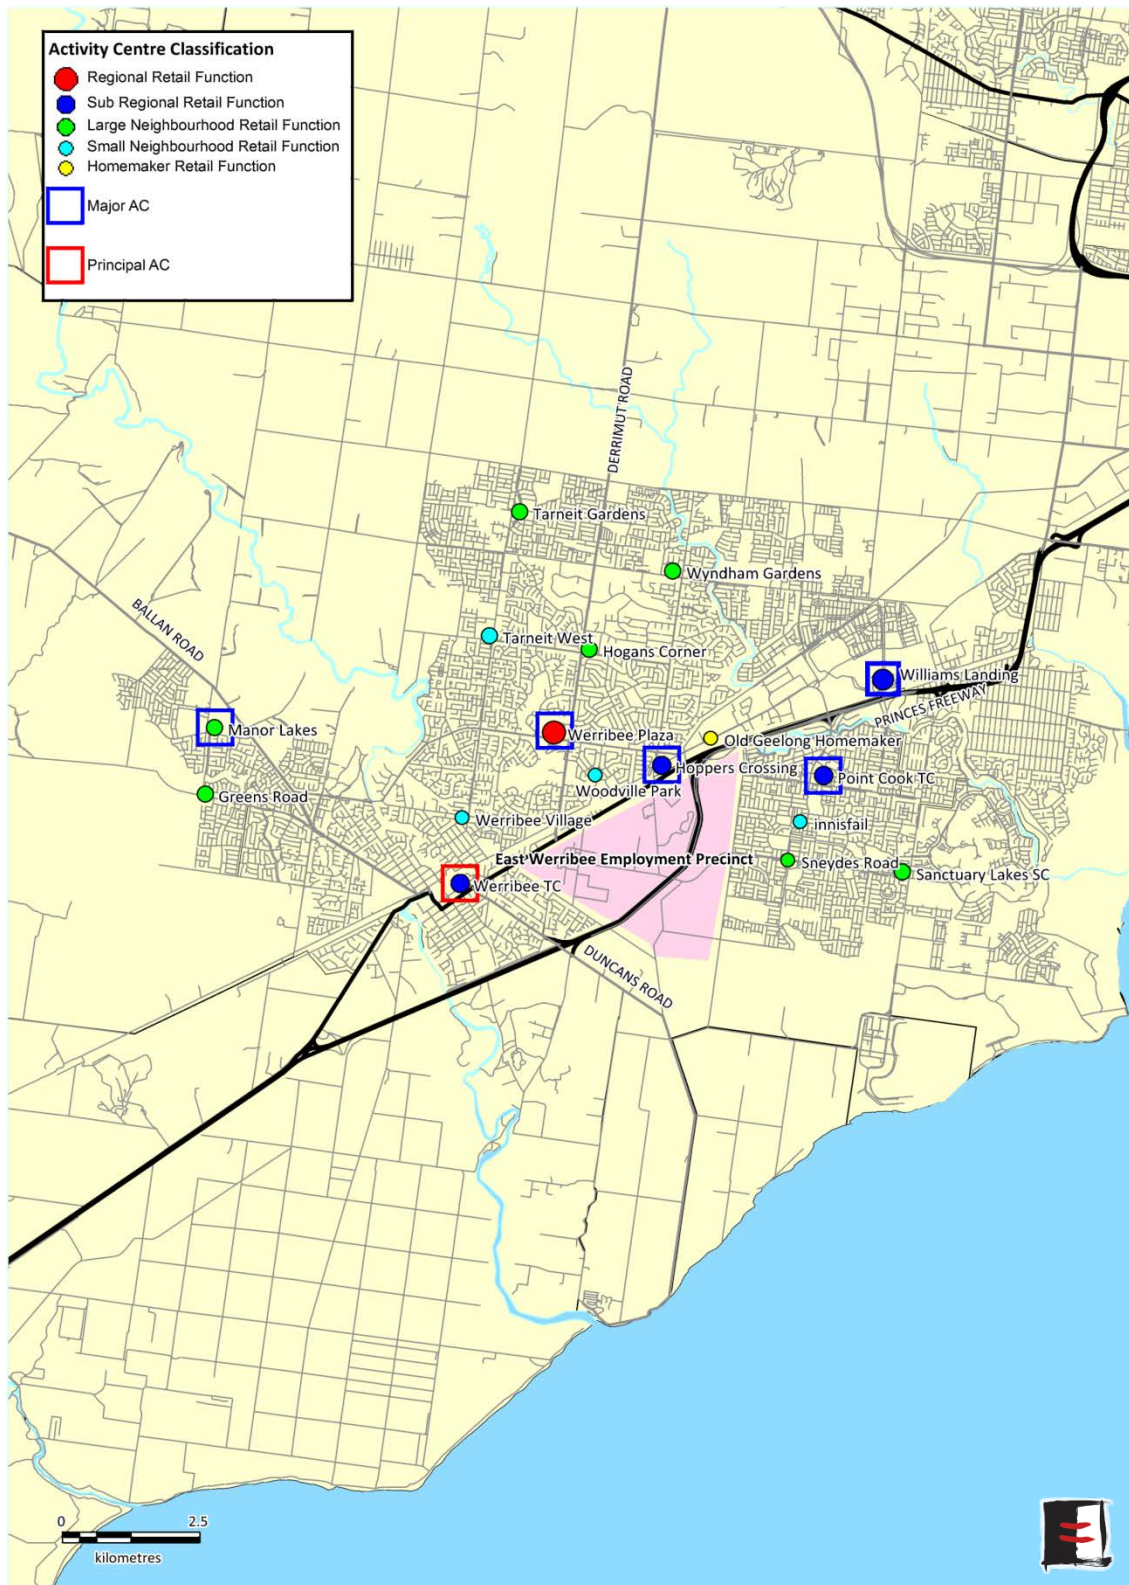 Activity Centre Classification
Regional Retail Function
Sub Regional Retail Function
Large Neighbourhood Retail Function
Small Neighbourhood Retail Function
Homemaker Retail Function
Major AC
Principal AC
DERRIMUT ROAD
Tarneit Gardens
Wyndham Gardens
BALLAN ROAD
Tarneit West
Hogans Corner
Williams Landing
PRINCES FREEWAY
Manor Lakes
Werribee Plaza
Old Geelong Homemaker
Hoppers Crossing
Point Cook TC
Woodville Park
Greens Road
Werribee Village
innisfail
East Werribee Employment Precinct
Sneydes Road
Sanctuary Lakes SC
Werribee TC
DUNCANS ROAD
0 2.5
kilometres